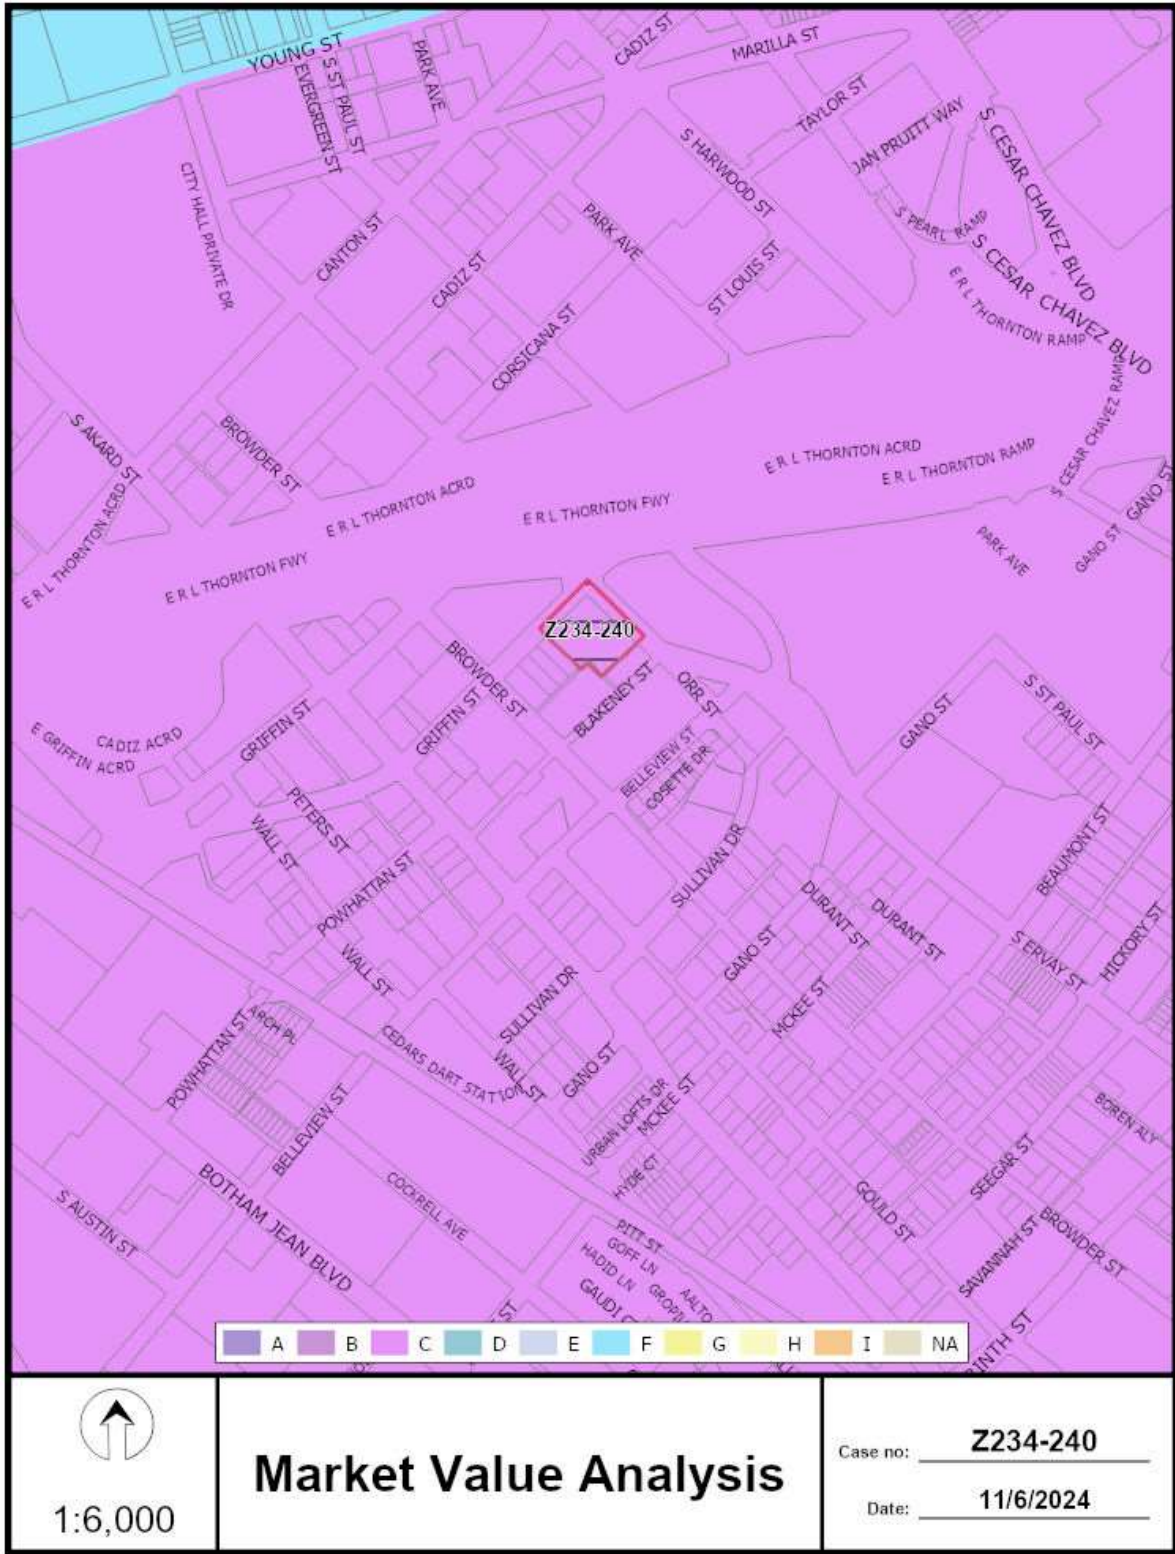 YOUNG ST
EVERGREEN ST
S ST PAUL ST
PARK AVE
CADIZ ST
MARILLA ST
TAYLOR ST
JAN PRUITT WAY
S CESAR CHAVEZ BLVD
S HARWOOD ST
CITY HALL PRIVATE DR
CANTON ST
CADIZ ST
PARK AVE
ST LOUIS ST
S PEARL RAMP
S CESAR CHAVEZ BLVD
E R L THORNTON RAMP
CORSICANA ST
S CESAR CHAVEZ RAMP
S AKARD ST
BROWDER ST
E R L THORNTON ACRD
E R L THORNTON ACRD
E R L THORNTON FWY
E R L THORNTON ACRD
E R L THORNTON RAMP
GANO ST
GANO ST
PARK AVE
E R L THORNTON FWY
Z234-240
BROWDER ST
GRIFFIN ST
BLAKENEY ST
ORR ST
GANO ST
S ST PAUL ST
CADIZ ACRD
E GRIFFIN ACRD
GRIFFIN ST
BELLEVIEW ST
COSETTE DR
PETERS ST
WALL ST
POWHATTAN ST
SULLIVAN DR
BEAUMONT ST
DURANT ST
DURANT ST
HICKORY ST
S ERVAY ST
GANO ST
MCKEE ST
WALL ST
SULLIVAN DR
ARCH PL
POWHATTAN ST
CEDARS DART STATION
WALL ST
GANO ST
BELLEVIEW ST
URBAN LOFTS DR
MCKEE ST
HYDE CT
BOREN ALY
SEEGAR ST
GOULD ST
BROWDER ST
SAVANNAH ST
COCKRELL AVE
BOTHAM JEAN BLVD
S AUSTIN ST
PITT ST
GOFF LN
HADID LN
AALTO
GAUDI
ST
RINTH ST
A B C D E F G H I NA
1:6,000
Market Value Analysis
Case no: Z234-240
Date: 11/6/2024